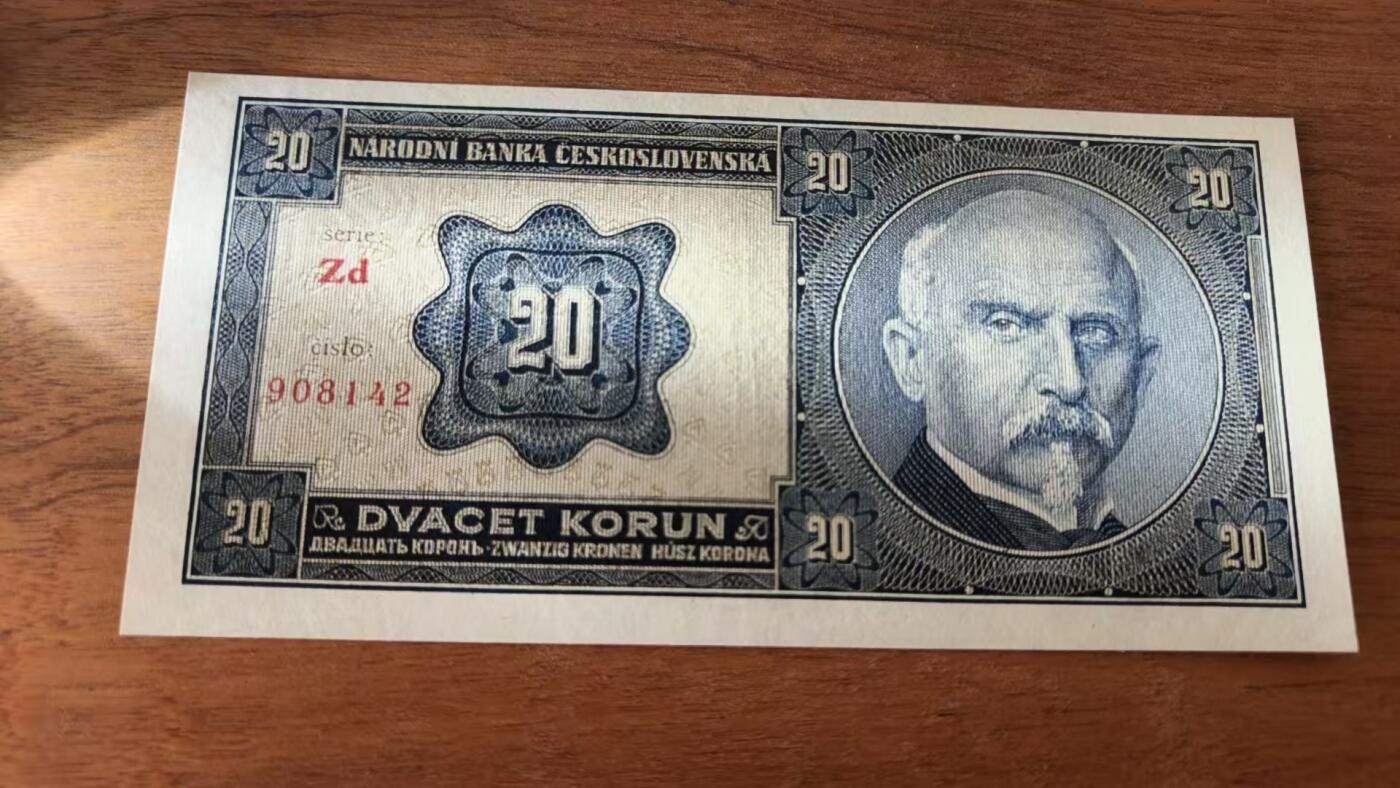 20
NÁRODNÍ BANKA ČESKOSLOVENSKÁ
20
20
serie:
Zd
20
číslo:
908142
20
DVACET KORUN
20
20
ДВАДЦАТЬ КОРОНЪ · ZWANZIG KRONEN HÚSZ KORONA